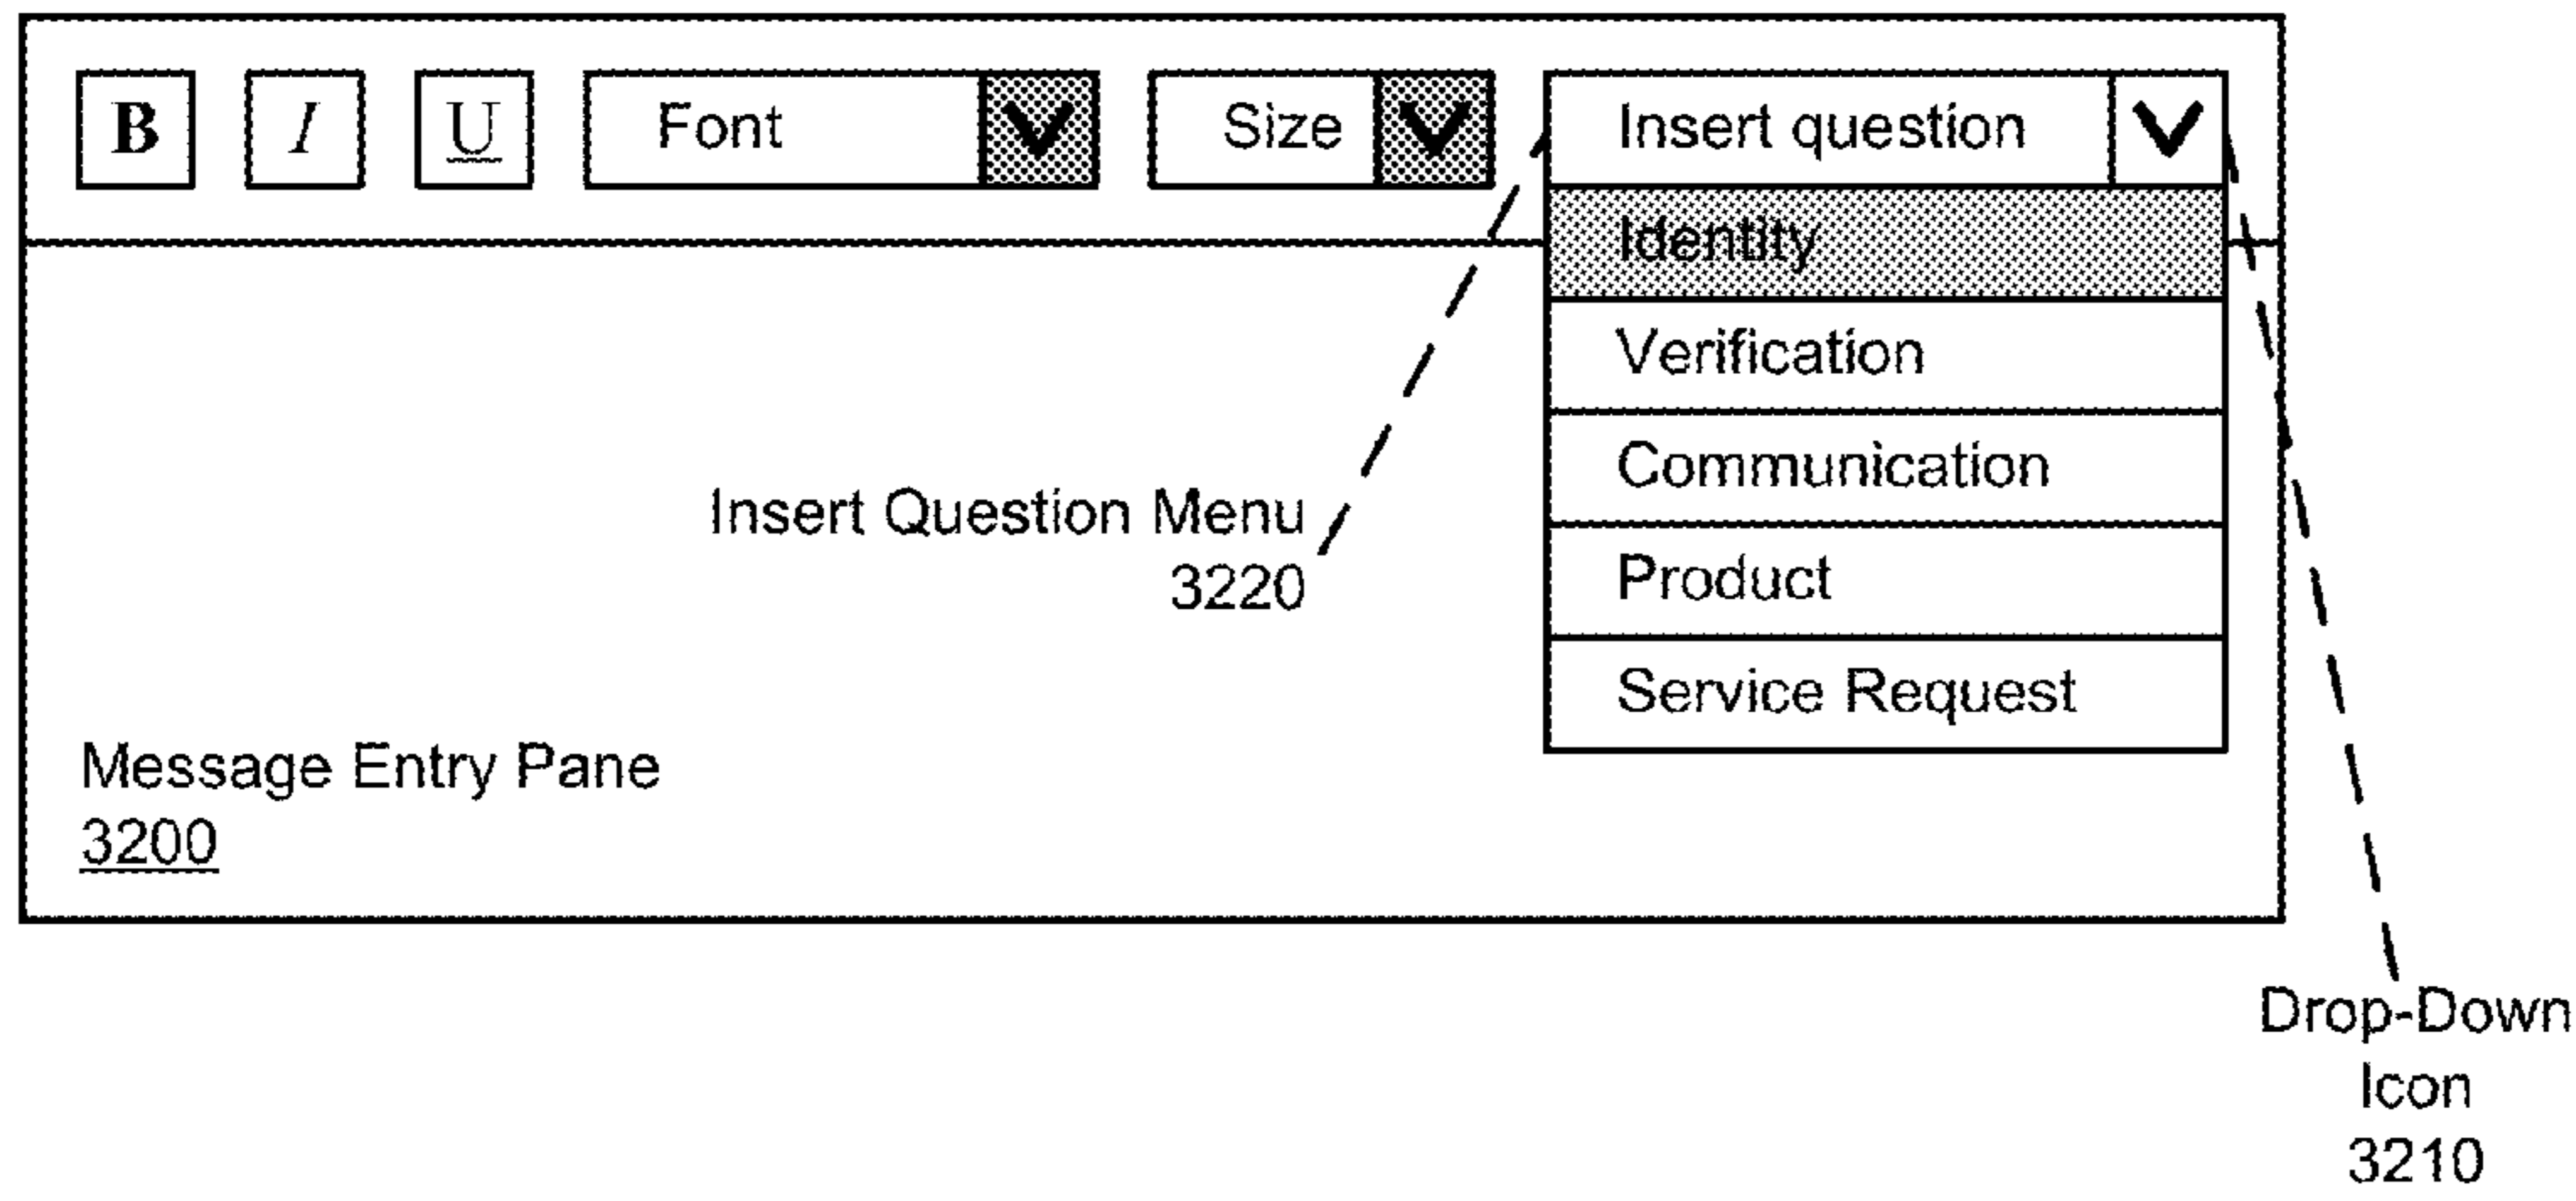 B I U Font Size Insert question
Identity
Verification
Communication
Product
Service Request
Insert Question Menu
3220
Message Entry Pane
3200
Drop-Down
Icon
3210